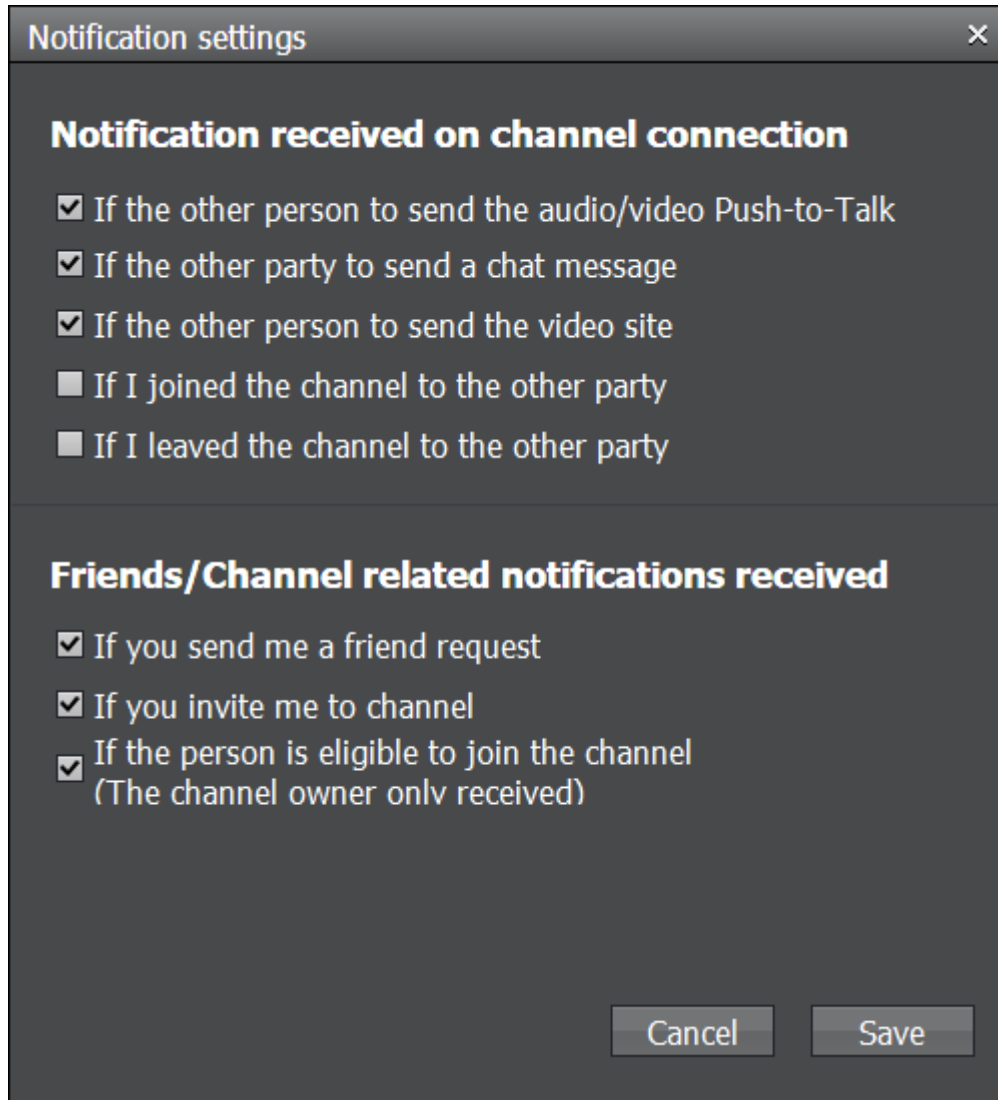 Notification settings
Notification received on channel connection
If the other person to send the audio/video Push-to-Talk
If the other party to send a chat message
If the other person to send the video site
If I joined the channel to the other party
If I leaved the channel to the other party
Friends/Channel related notifications received
If you send me a friend request
If you invite me to channel
If the person is eligible to join the channel
(The channel owner only received)
Cancel
Save